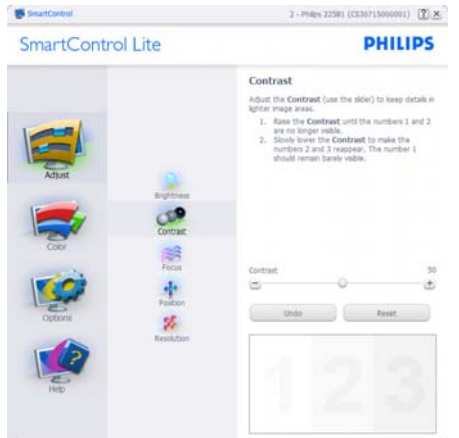 SmartControl
2 - Philips 225B1 (CS30715000001)
SmartControl Lite
PHILIPS
Adjust
Color
Options
Help
Brightness
Contrast
Focus
Position
Resolution
Contrast
Adjust the Contrast (use the slider) to keep details in
lighter image areas.
1. Raise the Contrast until the numbers 1 and 2
are no longer visible.
2. Slowly lower the Contrast to make the
numbers 2 and 3 reappear. The number 1
should remain barely visible.
Contrast 50
Undo Reset
1 2 3